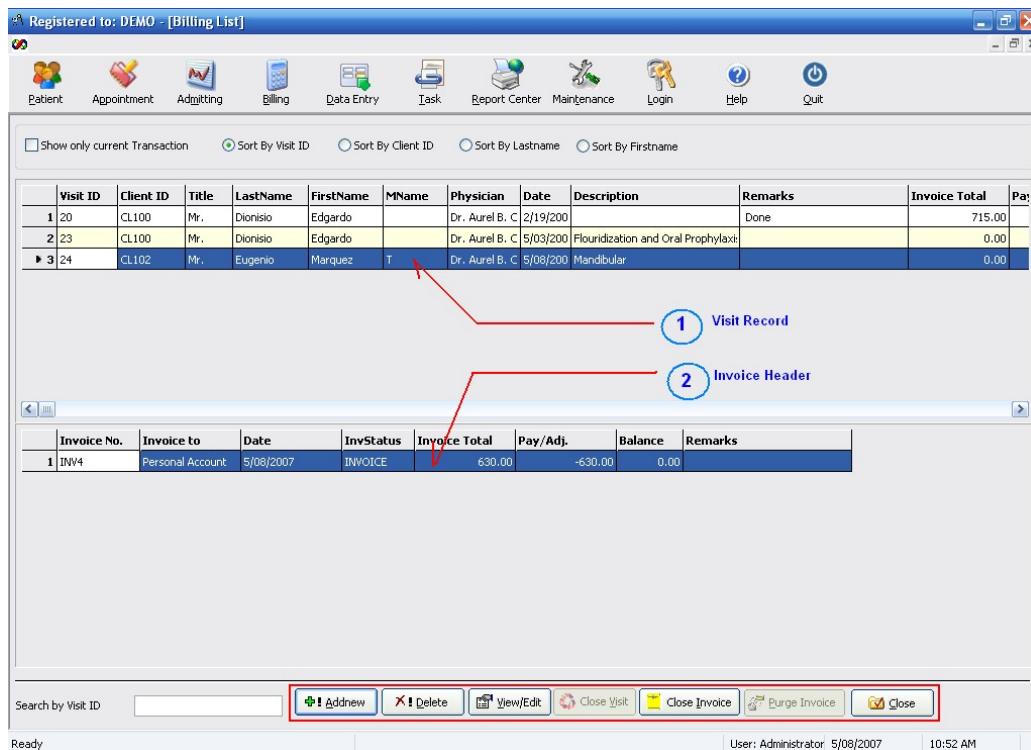 Registered to: DEMO - [Billing List]
Patient Appointment Admitting Billing Data Entry Task Report Center Maintenance Login Help Quit
Show only current Transaction Sort By Visit ID Sort By Client ID Sort By Lastname Sort By Firstname
Visit ID Client ID Title LastName FirstName MName Physician Date Description Remarks Invoice Total Pay
1 20 CL100 Mr. Dionisio Edgardo Dr. Aurel B. C 2/19/200 Done 715.00
2 23 CL100 Mr. Dionisio Edgardo Dr. Aurel B. C 5/03/200 Flouridization and Oral Prophylaxi 0.00
3 24 CL102 Mr. Eugenio Marquez T Dr. Aurel B. C 5/08/200 Mandibular 0.00
1 Visit Record
2 Invoice Header
Invoice No. Invoice to Date InvStatus Invoice Total Pay/Adj. Balance Remarks
1 INV4 Personal Account 5/08/2007 INVOICE 630.00 -630.00 0.00
Search by Visit ID Addnew Delete View/Edit Close Visit Close Invoice Purge Invoice Close
Ready User: Administrator 5/08/2007 10:52 AM